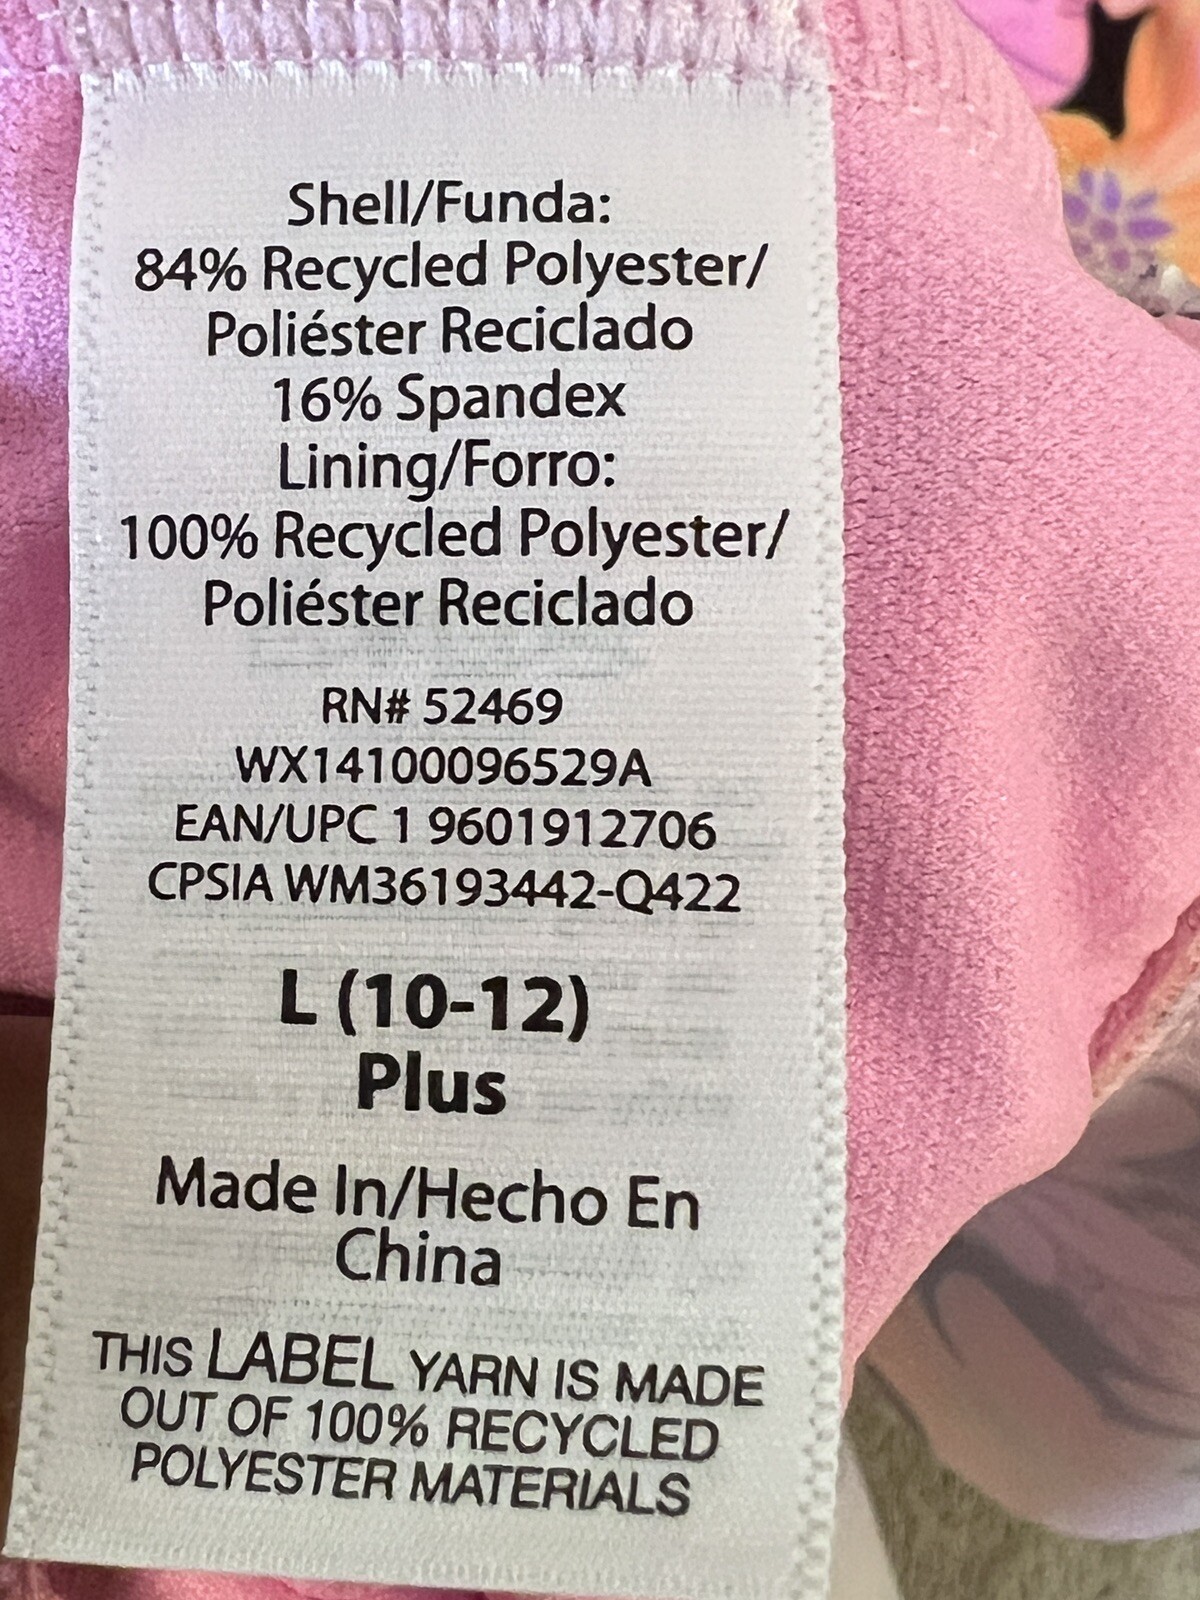 Shell/Funda:
84% Recycled Polyester/
Poliéster Reciclado
16% Spandex
Lining/Forro:
100% Recycled Polyester/
Poliéster Reciclado
RN# 52469
WX14100096529A
EAN/UPC 1 9601912706
CPSIA WM36193442-Q422
L (10-12)
Plus
Made In/Hecho En
China
THIS LABEL YARN IS MADE
OUT OF 100% RECYCLED
POLYESTER MATERIALS